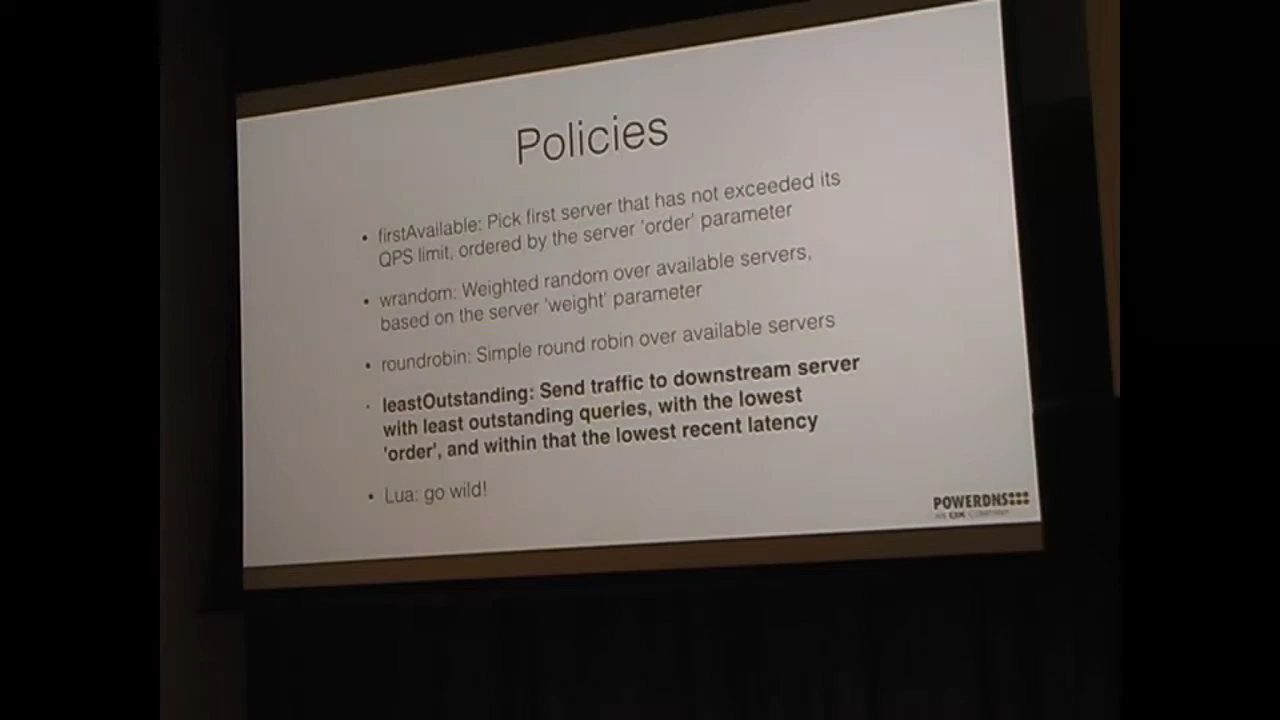 Policies
• firstAvailable: Pick first server that has not exceeded its
QPS limit, ordered by the server 'order' parameter
• wrandom: Weighted random over available servers,
based on the server 'weight' parameter
• roundrobin: Simple round robin over available servers
· leastOutstanding: Send traffic to downstream server
with least outstanding queries, with the lowest
'order', and within that the lowest recent latency
• Lua: go wild!
POWERDNS
AN OX COMPANY